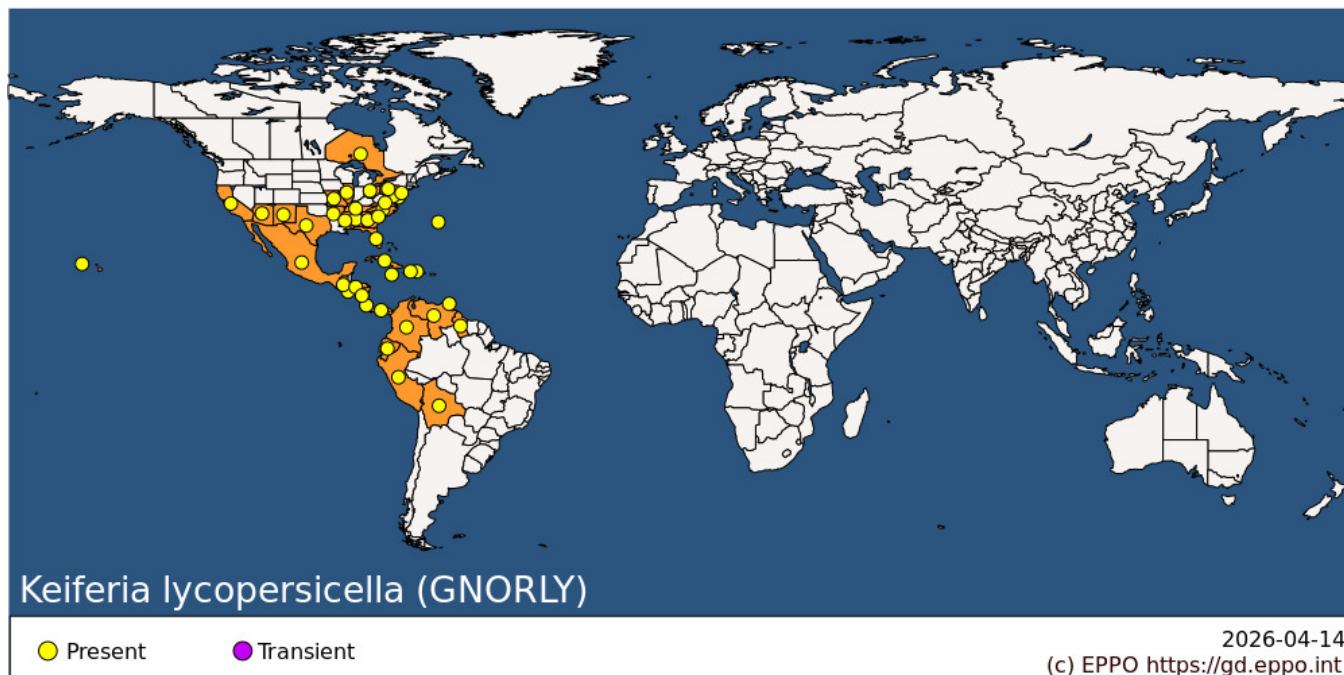 Keiferia lycopersicella (GNORLY)
Present
Transient
2026-04-14
(c) EPPO https://gd.eppo.int